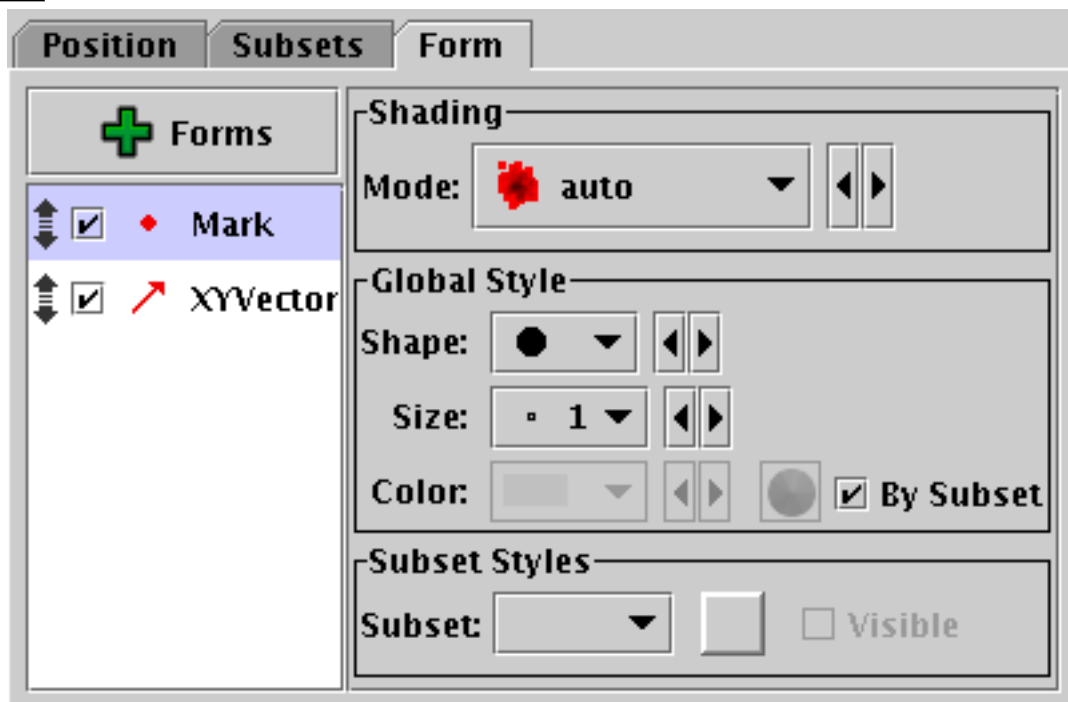 Position Subsets Form
Forms
Mark
XYVector
Shading
Mode: auto
Global Style
Shape:
Size: 1
Color: By Subset
Subset Styles
Subset: Visible